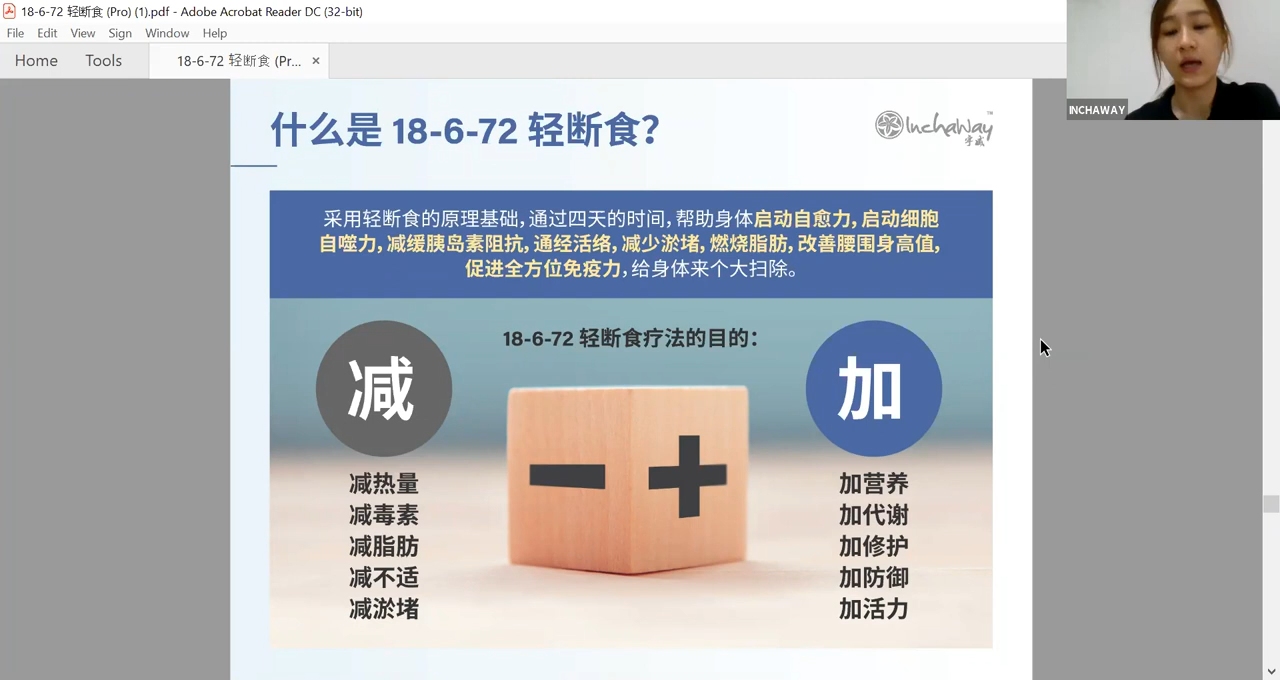 18-6-72 轻断食 (Pro) (1).pdf - Adobe Acrobat Reader DC (32-bit)
File Edit View Sign Window Help
Home Tools 18-6-72 轻断食 (Pr... ×
INCHAWAY
什么是 18-6-72 轻断食?
InchaWay™
宇威
采用轻断食的原理基础, 通过四天的时间, 帮助身体启动自愈力, 启动细胞
自噬力, 减缓胰岛素阻抗, 通经活络, 减少淤堵, 燃烧脂肪, 改善腰围身高值,
促进全方位免疫力, 给身体来个大扫除。
18-6-72 轻断食疗法的目的:
减
减热量
减毒素
减脂肪
减不适
减淤堵
加
加营养
加代谢
加修护
加防御
加活力